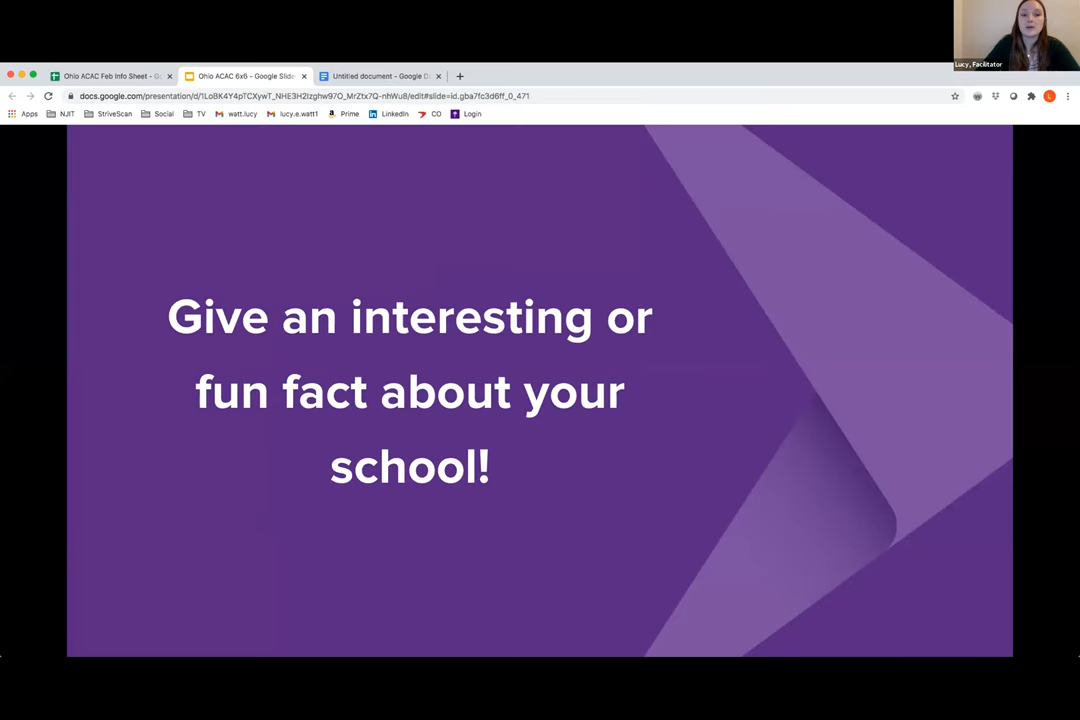 Lucy, Facilitator
Ohio ACAC Feb Info Sheet - Go
Ohio ACAC 6x6 - Google Slide
Untitled document - Google D
docs.google.com/presentation/d/1LoBK4Y4pTCXywT_NHE3H2Izghw97O_MrZtx7Q-nhWu8/edit#slide=id.gba7fc3d6ff_0_471
L
Apps NJIT StriveScan Social TV watt.lucy lucy.e.watt1 Prime LinkedIn CO Login
Give an interesting or
fun fact about your
school!